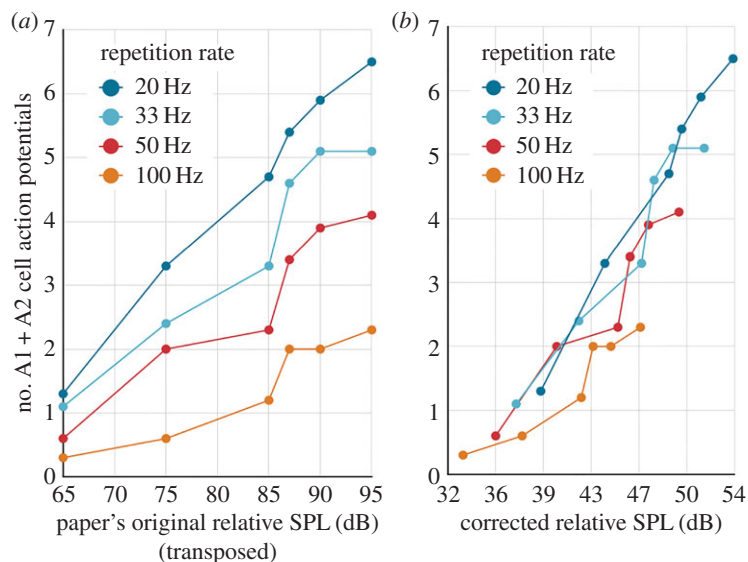 (a)
7
6
5
4
3
2
1
0
no. A1 + A2 cell action potentials
repetition rate
20 Hz
33 Hz
50 Hz
100 Hz
65 70 75 80 85 90 95
paper's original relative SPL (dB)
(transposed)
(b)
7
6
5
4
3
2
1
0
repetition rate
20 Hz
33 Hz
50 Hz
100 Hz
32 36 39 43 47 50 54
corrected relative SPL (dB)